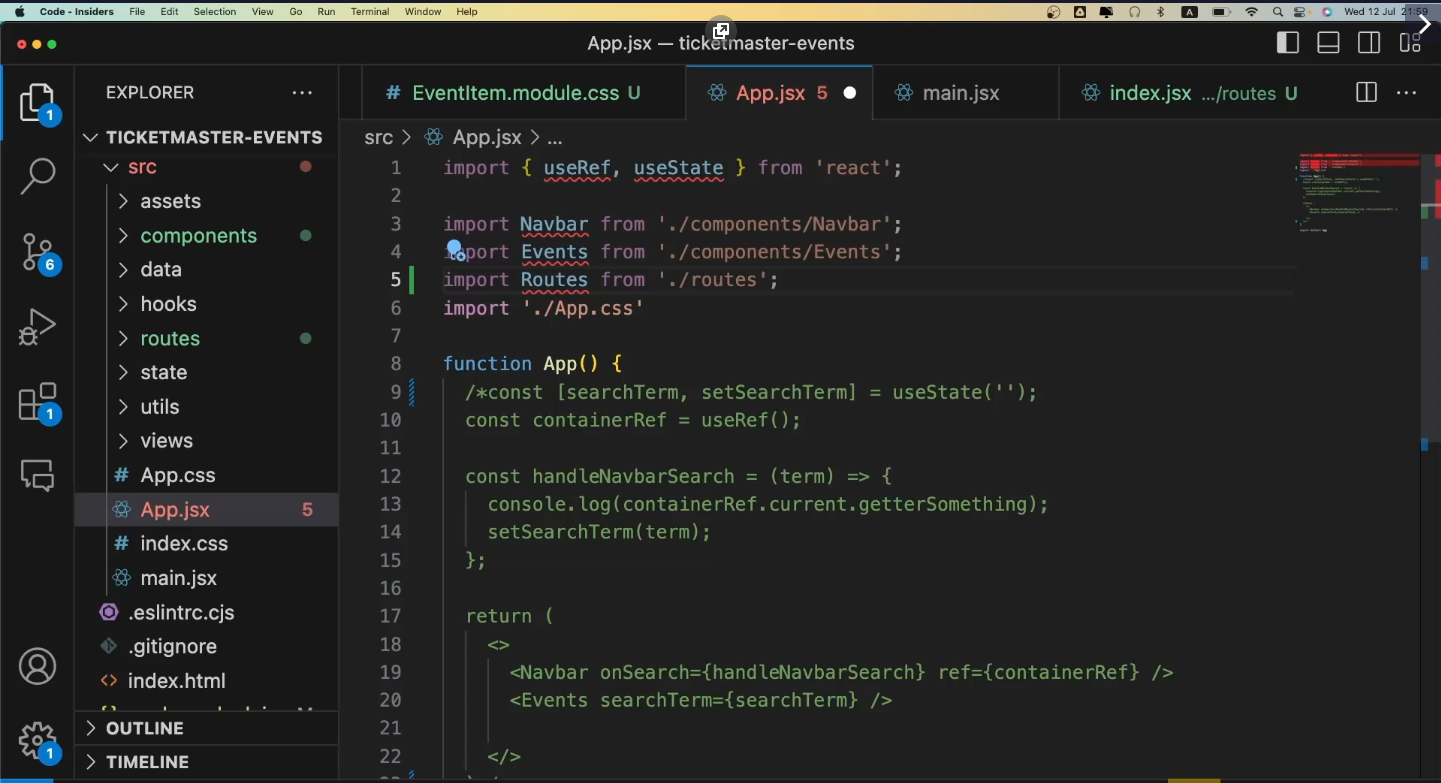 Code - Insiders File Edit Selection View Go Run Terminal Window Help A Wed 12 Jul 21:59
App.jsx — ticketmaster-events
EXPLORER ...
# EventItem.module.css U
App.jsx 5
main.jsx
index.jsx .../routes U
...
TICKETMASTER-EVENTS
src > App.jsx > ...
src
assets
components
data
hooks
routes
state
utils
views
# App.css
App.jsx 5
# index.css
main.jsx
.eslintrc.cjs
.gitignore
<> index.html
OUTLINE
TIMELINE
1
6
1
1
1 import { useRef, useState } from 'react';
2
3 import Navbar from './components/Navbar';
4 import Events from './components/Events';
5 import Routes from './routes';
6 import './App.css'
7
8 function App() {
9 /*const [searchTerm, setSearchTerm] = useState('');
10 const containerRef = useRef();
11
12 const handleNavbarSearch = (term) => {
13 console.log(containerRef.current.getterSomething);
14 setSearchTerm(term);
15 };
16
17 return (
18 <>
19 <Navbar onSearch={handleNavbarSearch} ref={containerRef} />
20 <Events searchTerm={searchTerm} />
21
22 </>